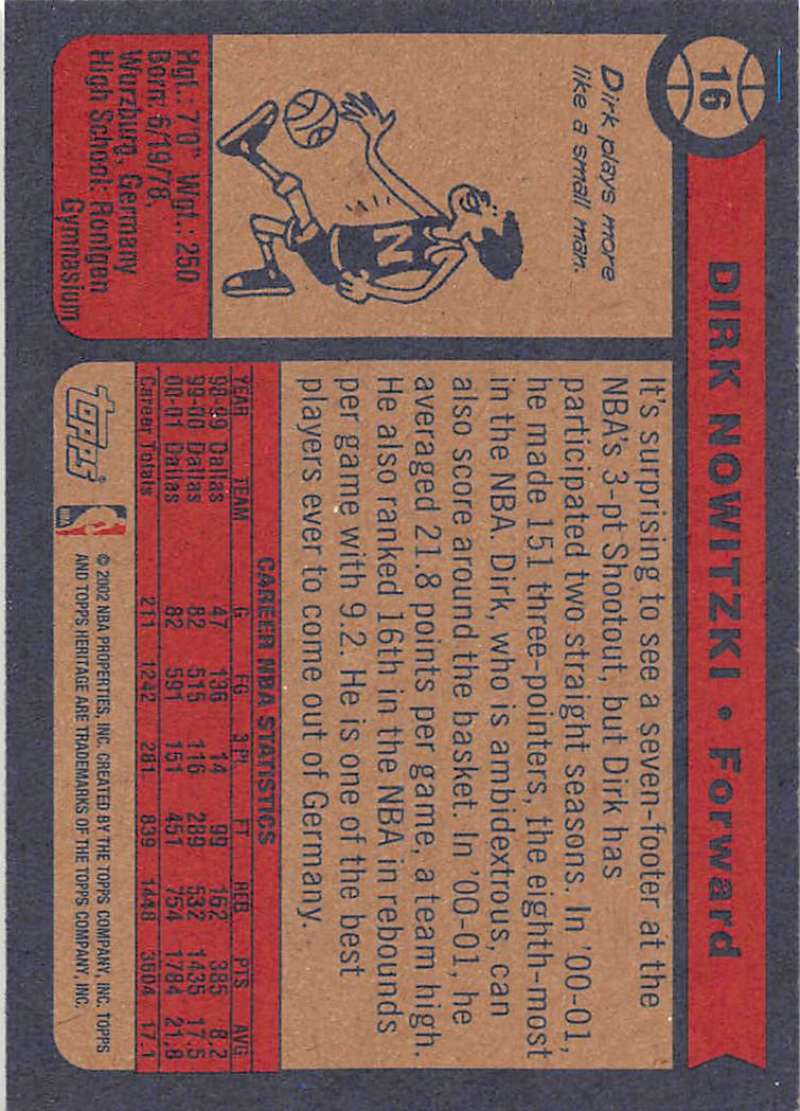 16
DIRK NOWITZKI • Forward
Dirk plays more
like a small man.
N
Hgt.: 7'0" Wgt.: 250
Born: 6/19/78,
Wurzburg, Germany
High School: Rontgen
Gymnasium
It's surprising to see a seven-footer at the
NBA's 3-pt Shootout, but Dirk has
participated two straight seasons. In '00-01,
he made 151 three-pointers, the eighth-most
in the NBA. Dirk, who is ambidextrous, can
also score around the basket. In '00-01, he
averaged 21.8 points per game, a team high.
He also ranked 16th in the NBA in rebounds
per game with 9.2. He is one of the best
players ever to come out of Germany.
CAREER NBA STATISTICS
YEAR TEAM G FG 3-PT FT REB PTS AVG
98-99 Dallas 47 136 14 99 162 385 8.2
99-00 Dallas 82 515 116 289 532 1435 17.5
00-01 Dallas 82 591 151 451 754 1784 21.8
Career Totals 211 1242 281 839 1448 3604 17.1
Topps®
© 2002 NBA PROPERTIES, INC. CREATED BY THE TOPPS COMPANY, INC. TOPPS
AND TOPPS HERITAGE ARE TRADEMARKS OF THE TOPPS COMPANY, INC.